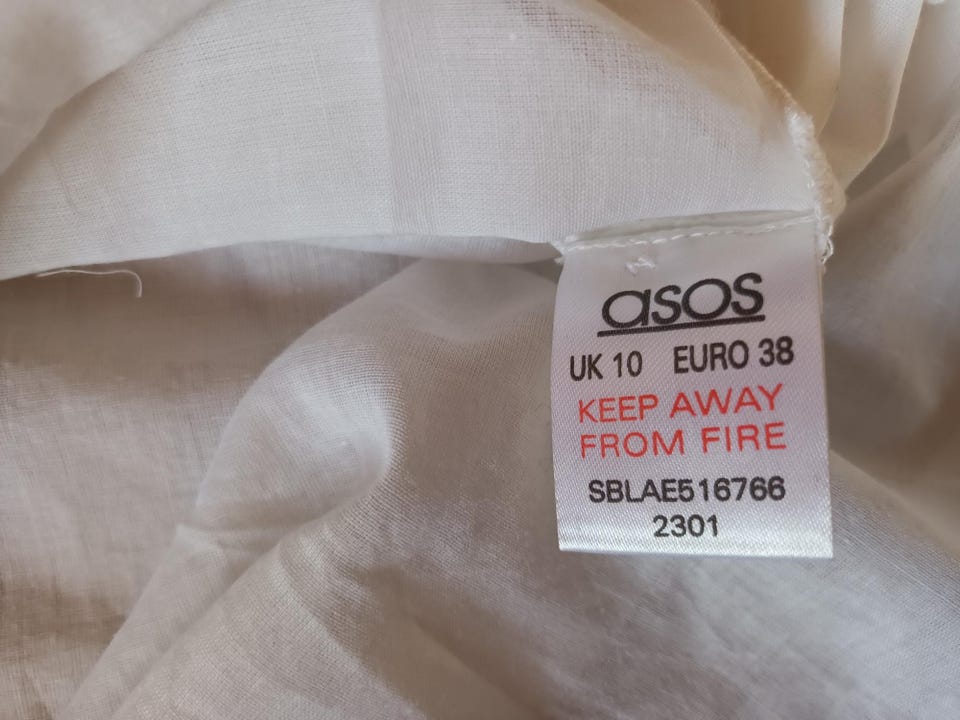 asos
UK 10 EURO 38
KEEP AWAY
FROM FIRE
SBLAE516766
2301